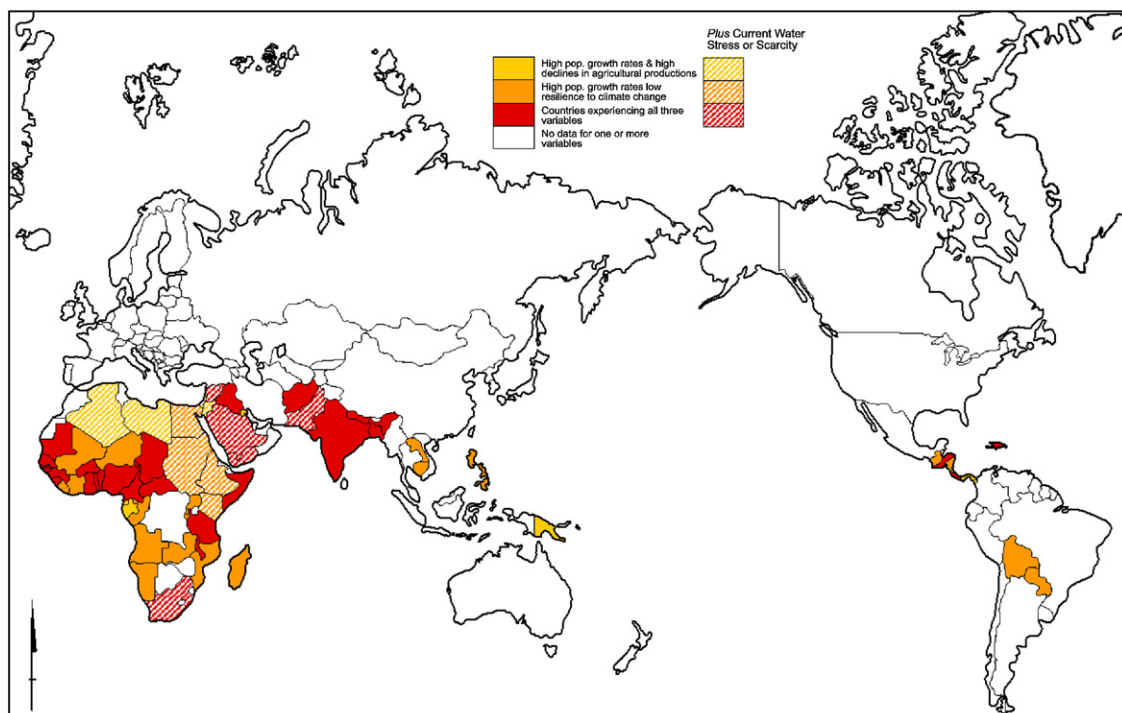 Plus Current Water
Stress or Scarcity
High pop. growth rates & high
declines in agricultural productions
High pop. growth rates low
resilience to climate change
Countries experiencing all three
variables
No data for one or more
variables